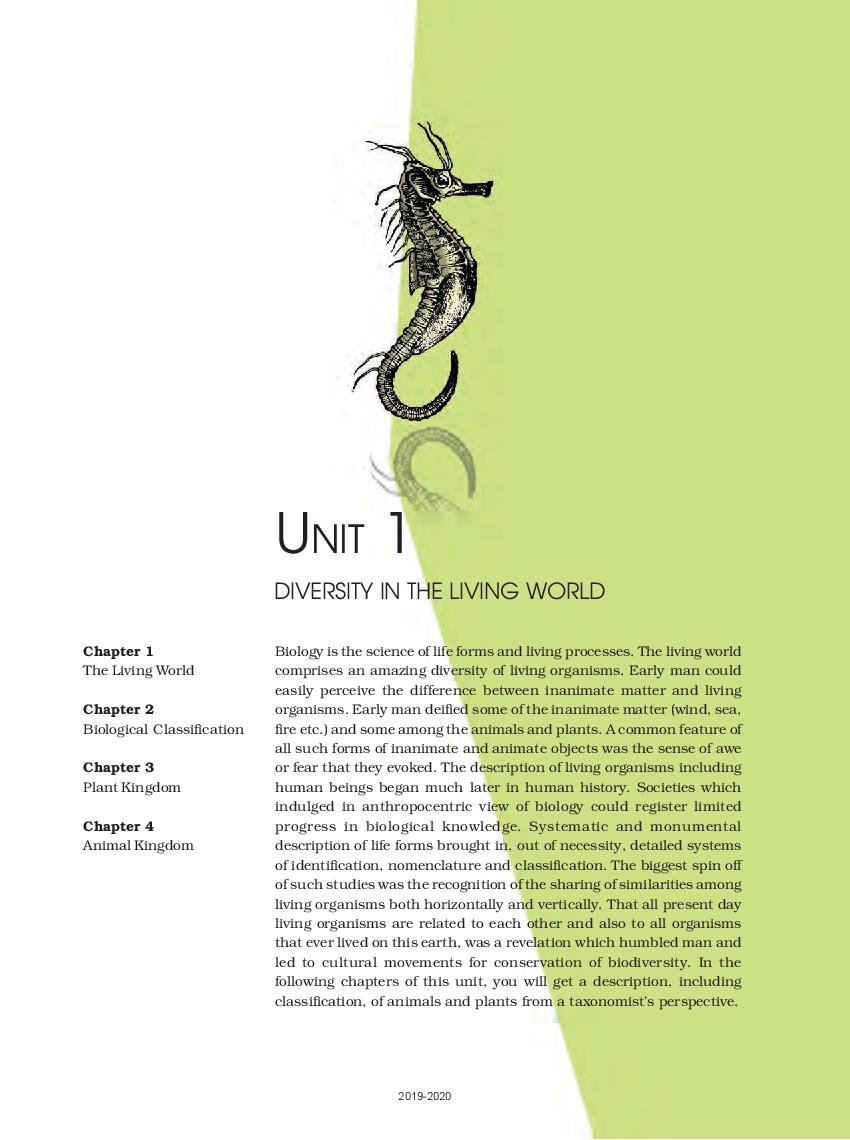 UNIT 1
DIVERSITY IN THE LIVING WORLD
Chapter 1
The Living World
Chapter 2
Biological Classification
Chapter 3
Plant Kingdom
Chapter 4
Animal Kingdom
Biology is the science of life forms and living processes. The living world
comprises an amazing diversity of living organisms. Early man could
easily perceive the difference between inanimate matter and living
organisms. Early man deified some of the inanimate matter (wind, sea,
fire etc.) and some among the animals and plants. A common feature of
all such forms of inanimate and animate objects was the sense of awe
or fear that they evoked. The description of living organisms including
human beings began much later in human history. Societies which
indulged in anthropocentric view of biology could register limited
progress in biological knowledge. Systematic and monumental
description of life forms brought in, out of necessity, detailed systems
of identification, nomenclature and classification. The biggest spin off
of such studies was the recognition of the sharing of similarities among
living organisms both horizontally and vertically. That all present day
living organisms are related to each other and also to all organisms
that ever lived on this earth, was a revelation which humbled man and
led to cultural movements for conservation of biodiversity. In the
following chapters of this unit, you will get a description, including
classification, of animals and plants from a taxonomist's perspective.
2019-2020